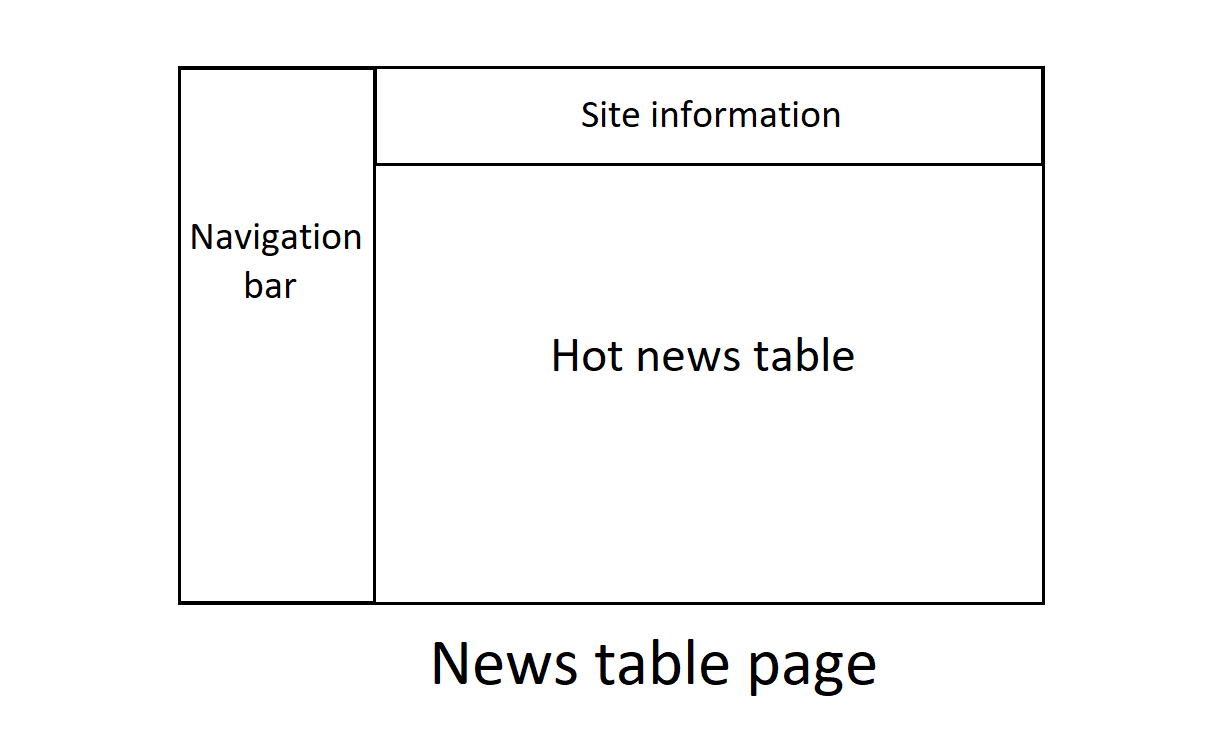 Site information
Navigation
bar
Hot news table
News table page